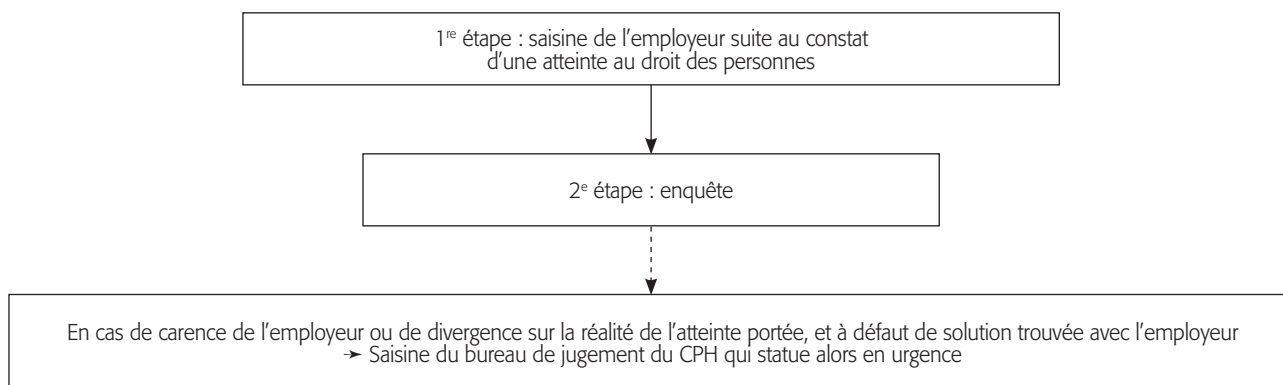 1re étape : saisine de l'employeur suite au constat
d'une atteinte au droit des personnes
2e étape : enquête
En cas de carence de l'employeur ou de divergence sur la réalité de l'atteinte portée, et à défaut de solution trouvée avec l'employeur
➛ Saisine du bureau de jugement du CPH qui statue alors en urgence